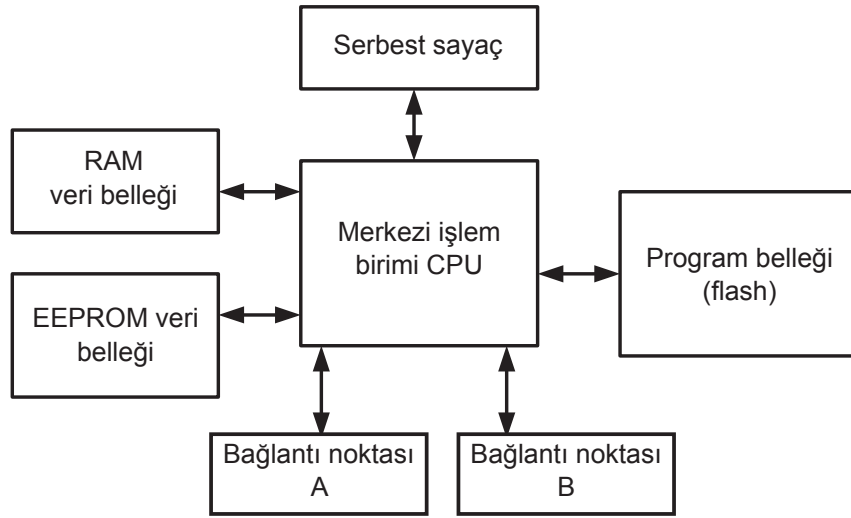 Serbest sayaç
RAM
veri belleği
Merkezi işlem
birimi CPU
Program belleği
(flash)
EEPROM veri
belleği
Bağlantı noktası
A
Bağlantı noktası
B